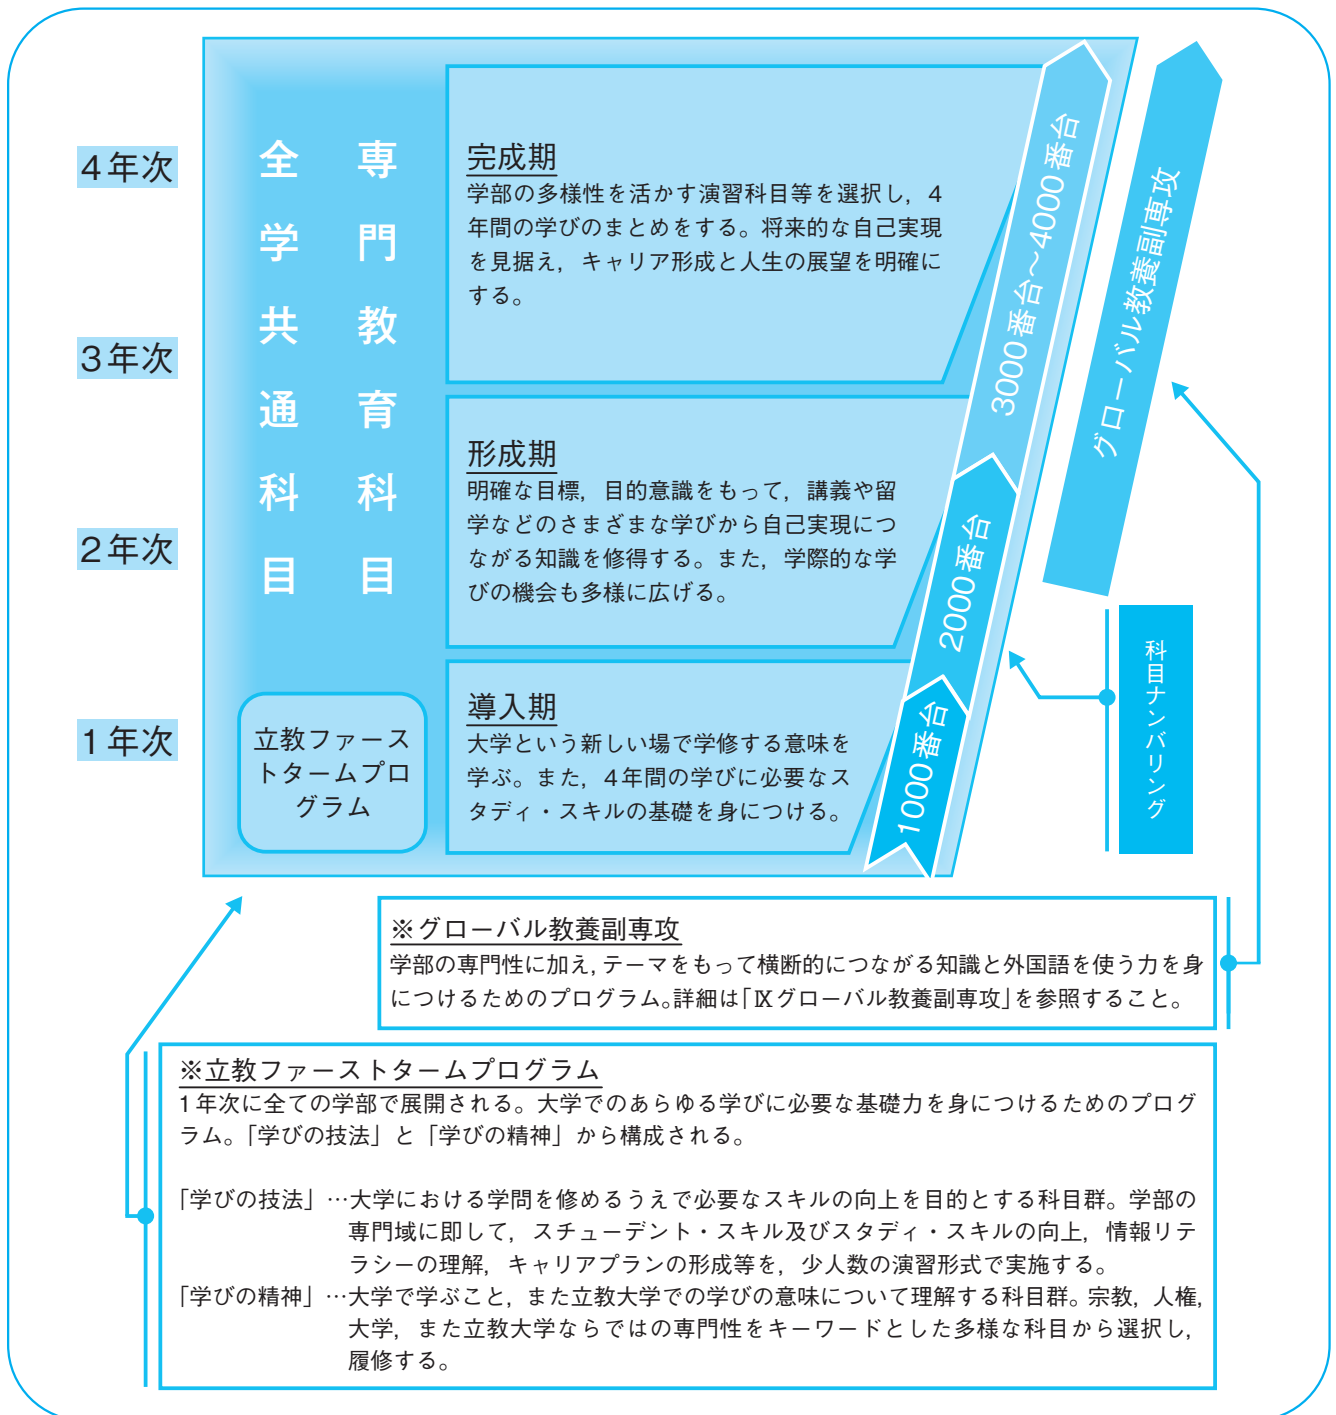 4年次
3年次
2年次
1年次
全学共通科目
専門教育科目
立教ファース
トタームプロ
グラム
完成期
学部の多様性を活かす演習科目等を選択し，4
年間の学びのまとめをする。将来的な自己実現
を見据え，キャリア形成と人生の展望を明確に
する。
形成期
明確な目標，目的意識をもって，講義や留
学などのさまざまな学びから自己実現につ
ながる知識を修得する。また，学際的な学
びの機会も多様に広げる。
導入期
大学という新しい場で学修する意味を
学ぶ。また，4年間の学びに必要なス
タディ・スキルの基礎を身につける。
3000番台～4000番台
2000番台
1000番台
グローバル教養副専攻
科目ナンバリング
※グローバル教養副専攻
学部の専門性に加え，テーマをもって横断的につながる知識と外国語を使う力を身
につけるためのプログラム。詳細は「Ⅸグローバル教養副専攻」を参照すること。
※立教ファーストタームプログラム
1年次に全ての学部で展開される。大学でのあらゆる学びに必要な基礎力を身につけるためのプログ
ラム。「学びの技法」と「学びの精神」から構成される。
「学びの技法」…大学における学問を修めるうえで必要なスキルの向上を目的とする科目群。学部の
専門域に即して，スチューデント・スキル及びスタディ・スキルの向上，情報リテ
ラシーの理解，キャリアプランの形成等を，少人数の演習形式で実施する。
「学びの精神」…大学で学ぶこと，また立教大学での学びの意味について理解する科目群。宗教，人権，
大学，また立教大学ならではの専門性をキーワードとした多様な科目から選択し，
履修する。